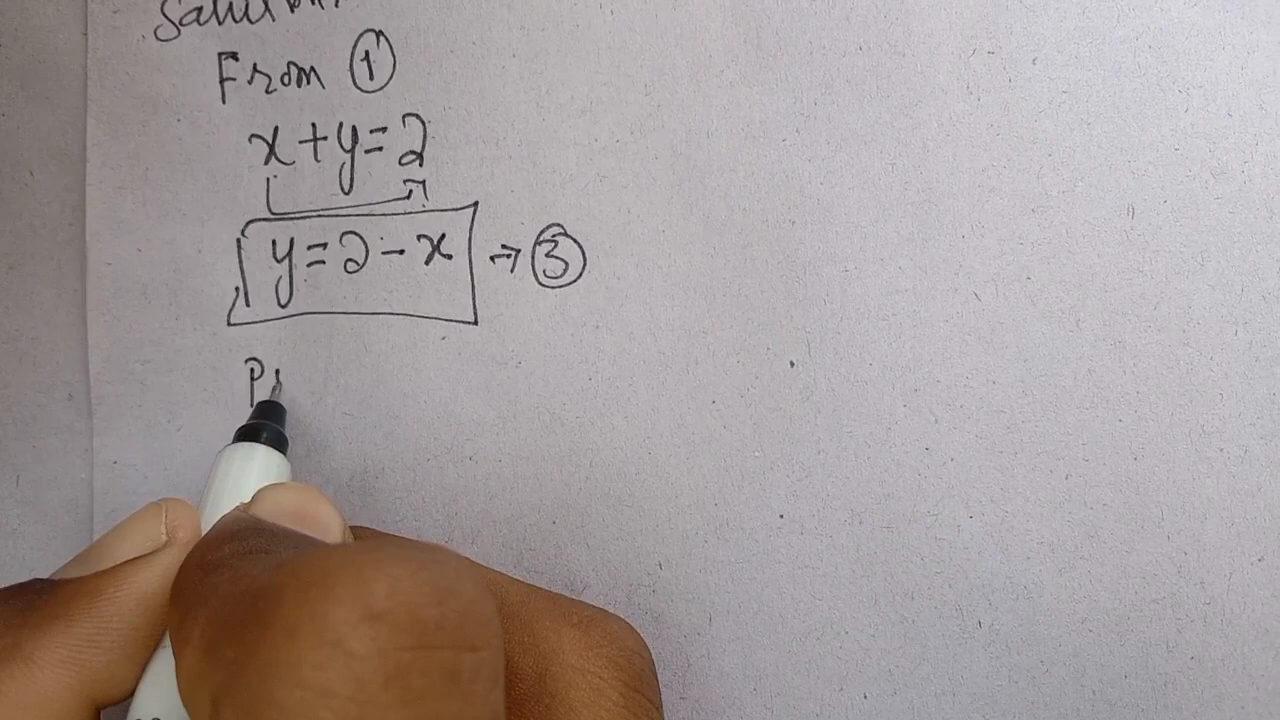 From ①
x+y=2
y=2-x → ③
P